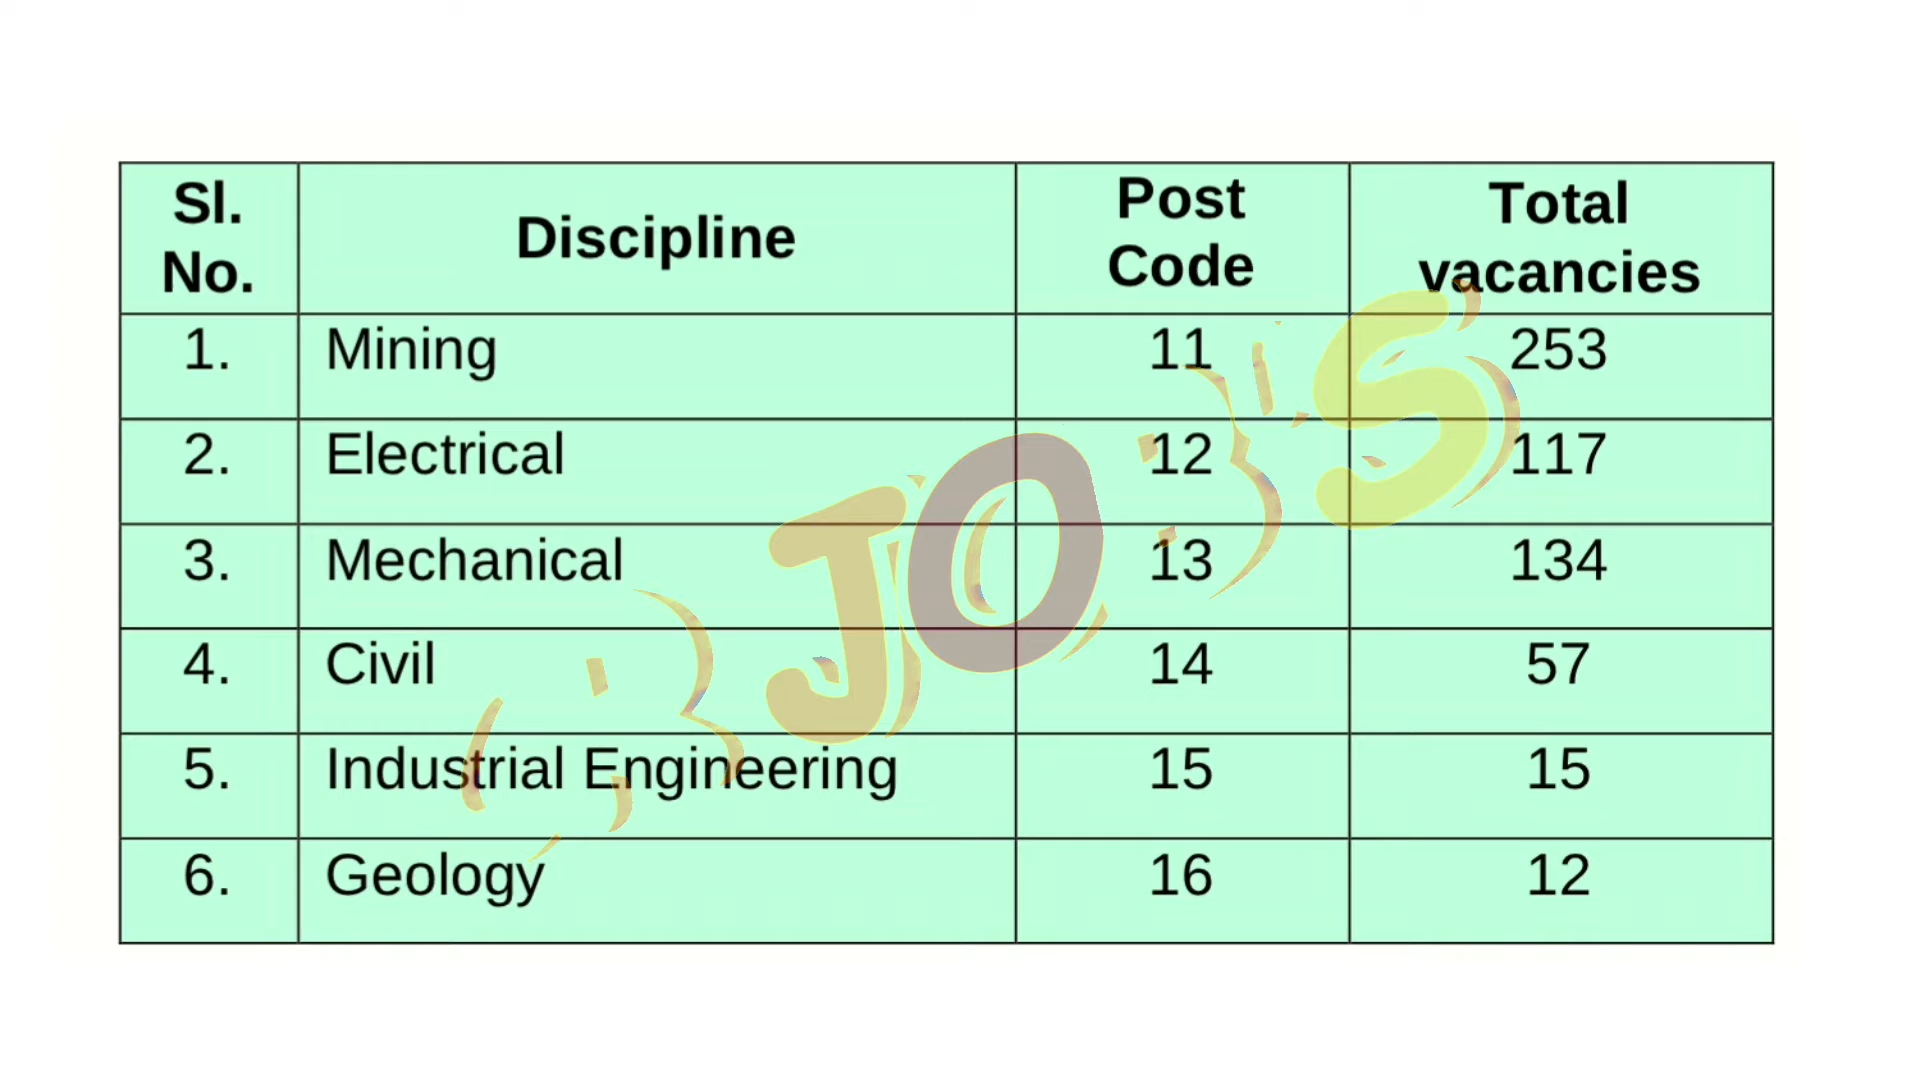 Sl. No. Discipline Post Code Total vacancies
1. Mining 11 253
2. Electrical 12 117
3. Mechanical 13 134
4. Civil 14 57
5. Industrial Engineering 15 15
6. Geology 16 12